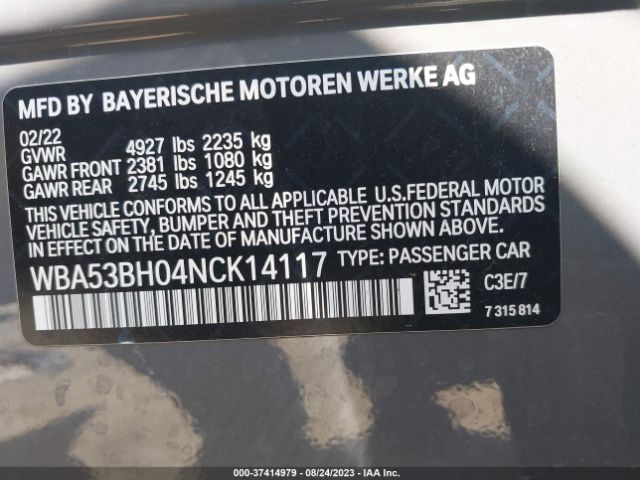 MFD BY BAYERISCHE MOTOREN WERKE AG
02/22
GVWR 4927 lbs 2235 kg
GAWR FRONT 2381 lbs 1080 kg
GAWR REAR 2745 lbs 1245 kg
THIS VEHICLE CONFORMS TO ALL APPLICABLE U.S.FEDERAL MOTOR
VEHICLE SAFETY, BUMPER AND THEFT PREVENTION STANDARDS
IN EFFECT ON THE DATE OF MANUFACTURE SHOWN ABOVE.
WBA53BH04NCK14117 TYPE: PASSENGER CAR
C3E/7
7 315 814
000-37414979 - 08/24/2023 - IAA Inc.